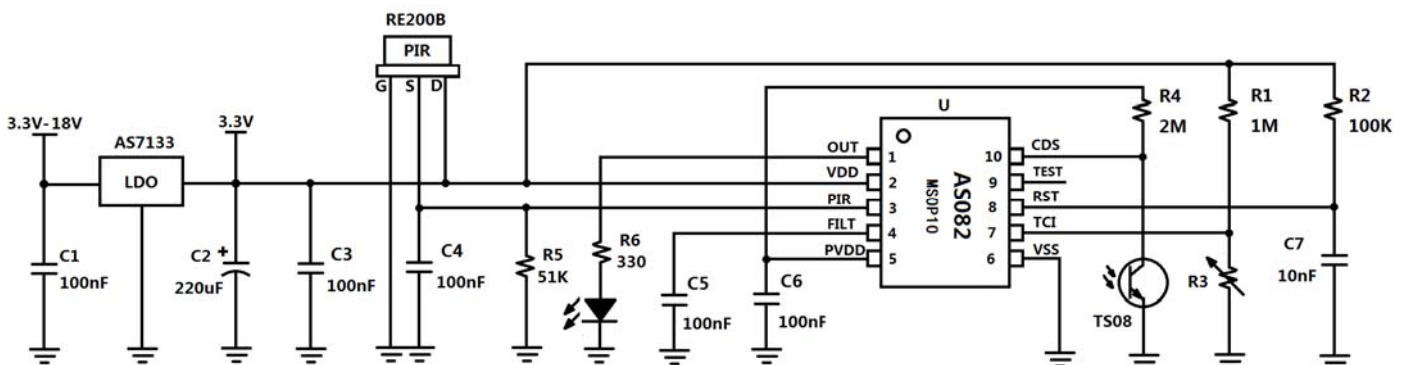 RE200B
PIR
G S D
3.3V-18V
AS7133
LDO
3.3V
C1
100nF
C2
+
220uF
C3
100nF
C4
100nF
R5
51K
R6
330
C5
100nF
C6
100nF
U
AS082
MSOP10
OUT
1
VDD
2
PIR
3
FILT
4
PVDD
5
10
CDS
9
TEST
8
RST
7
TCI
6
VSS
R4
2M
R1
1M
R2
100K
TS08
R3
C7
10nF